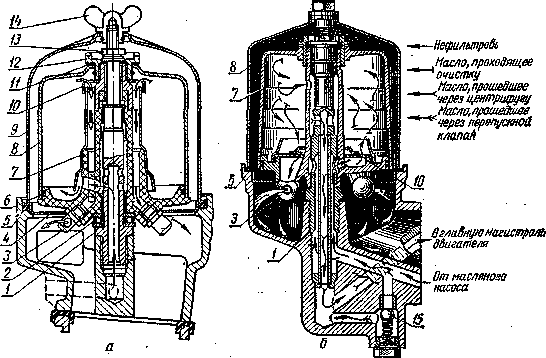 14
13
12
11
10
9
8
7
6
5
4
3
2
1
а
8
7
5
3
1
б
10
15
Нефильтров
Масло, проходящее
очистку
Масло, прошедшее
через центрифугу
Масло, прошедшее
через перепускной
клапан
В главную магистраль
двигателя
От масляного
насоса